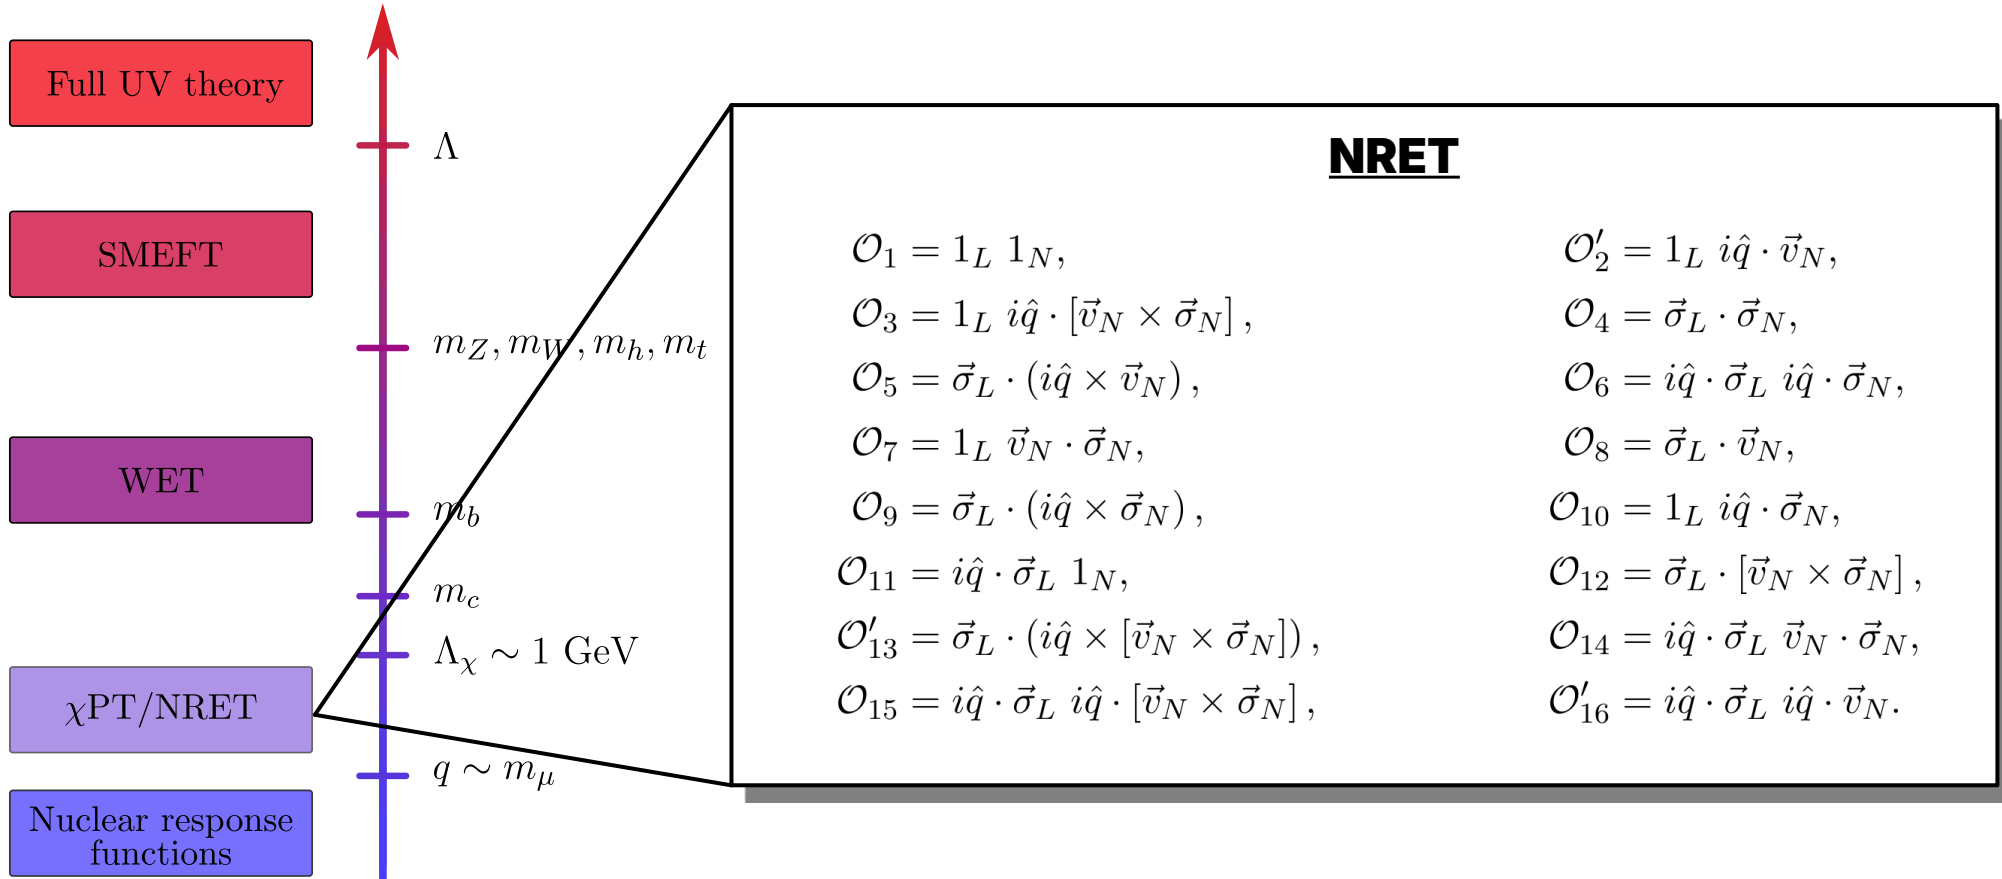 Full UV theory
Λ
SMEFT
m_Z, m_W, m_h, m_t
WET
m_b
m_c
Λ_χ ∼ 1 GeV
χPT/NRET
q ∼ m_μ
Nuclear response
functions
NRET
𝒪_1 = 1_L 1_N,
𝒪′_2 = 1_L iq̂ · v⃗_N,
𝒪_3 = 1_L iq̂ · [v⃗_N × σ⃗_N],
𝒪_4 = σ⃗_L · σ⃗_N,
𝒪_5 = σ⃗_L · (iq̂ × v⃗_N),
𝒪_6 = iq̂ · σ⃗_L iq̂ · σ⃗_N,
𝒪_7 = 1_L v⃗_N · σ⃗_N,
𝒪_8 = σ⃗_L · v⃗_N,
𝒪_9 = σ⃗_L · (iq̂ × σ⃗_N),
𝒪_10 = 1_L iq̂ · σ⃗_N,
𝒪_11 = iq̂ · σ⃗_L 1_N,
𝒪_12 = σ⃗_L · [v⃗_N × σ⃗_N],
𝒪′_13 = σ⃗_L · (iq̂ × [v⃗_N × σ⃗_N]),
𝒪_14 = iq̂ · σ⃗_L v⃗_N · σ⃗_N,
𝒪_15 = iq̂ · σ⃗_L iq̂ · [v⃗_N × σ⃗_N],
𝒪′_16 = iq̂ · σ⃗_L iq̂ · v⃗_N.